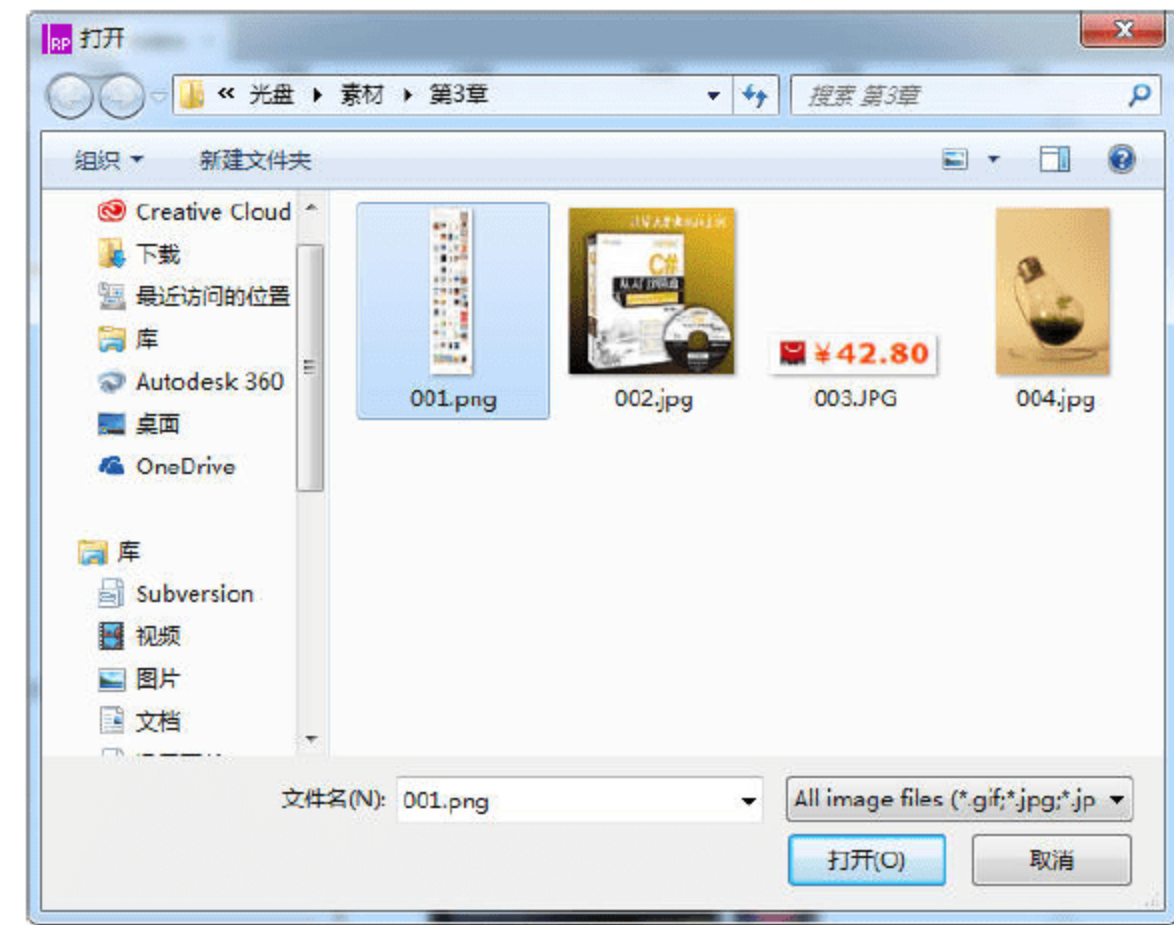 RP 打开
« 光盘 ▸ 素材 ▸ 第3章
搜索 第3章
组织
新建文件夹
Creative Cloud
下载
最近访问的位置
库
Autodesk 360
桌面
OneDrive
库
Subversion
视频
图片
文档
C#
¥42.80
001.png
002.jpg
003.JPG
004.jpg
文件名(N):
001.png
All image files (*.gif;*.jpg;*.jp
打开(O)
取消